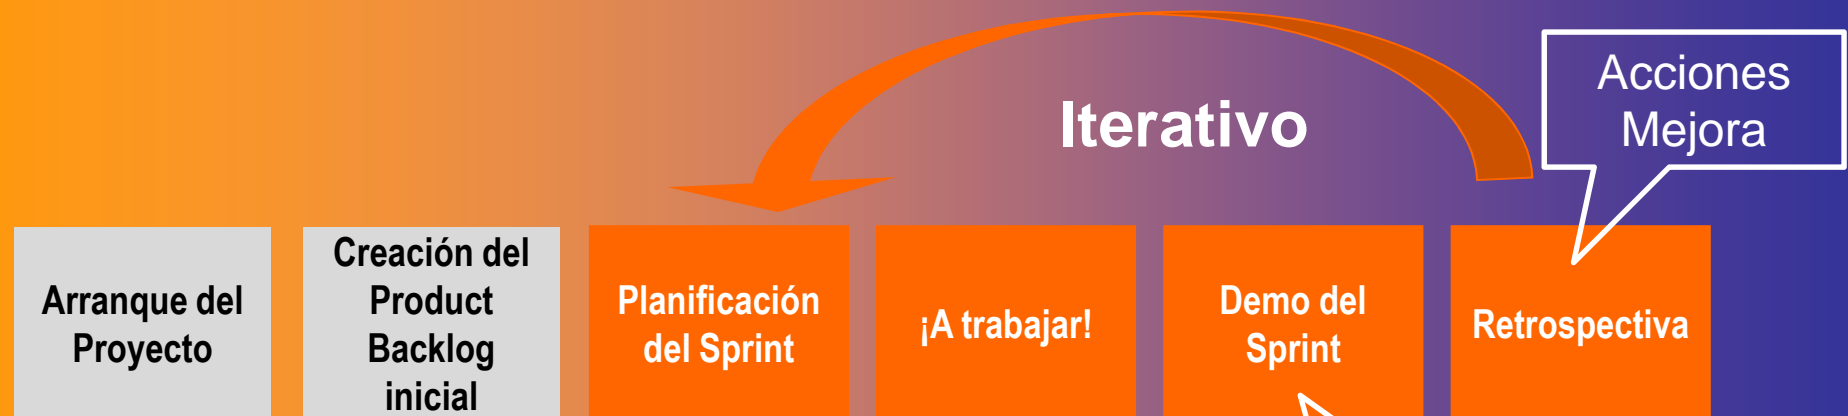 Iterativo
Acciones
Mejora
Arranque del
Proyecto
Creación del
Product
Backlog
inicial
Planificación
del Sprint
¡A trabajar!
Demo del
Sprint
Retrospectiva